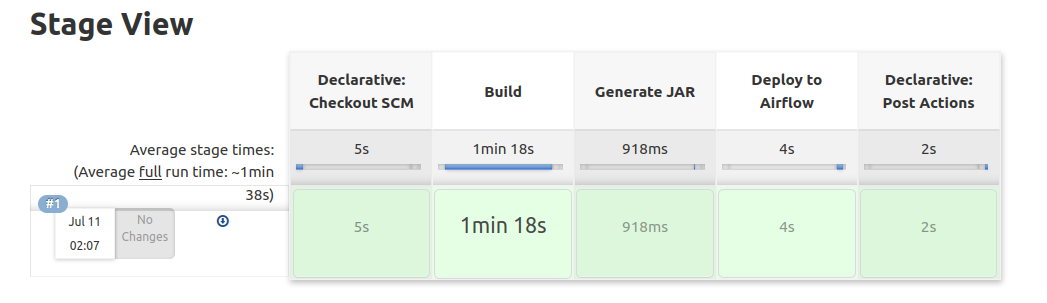 Stage View
Declarative:
Checkout SCM
Build
Generate JAR
Deploy to
Airflow
Declarative:
Post Actions
Average stage times:
(Average full run time: ~1min
38s)
5s
1min 18s
918ms
4s
2s
#1
Jul 11
02:07
No
Changes
5s
1min 18s
918ms
4s
2s